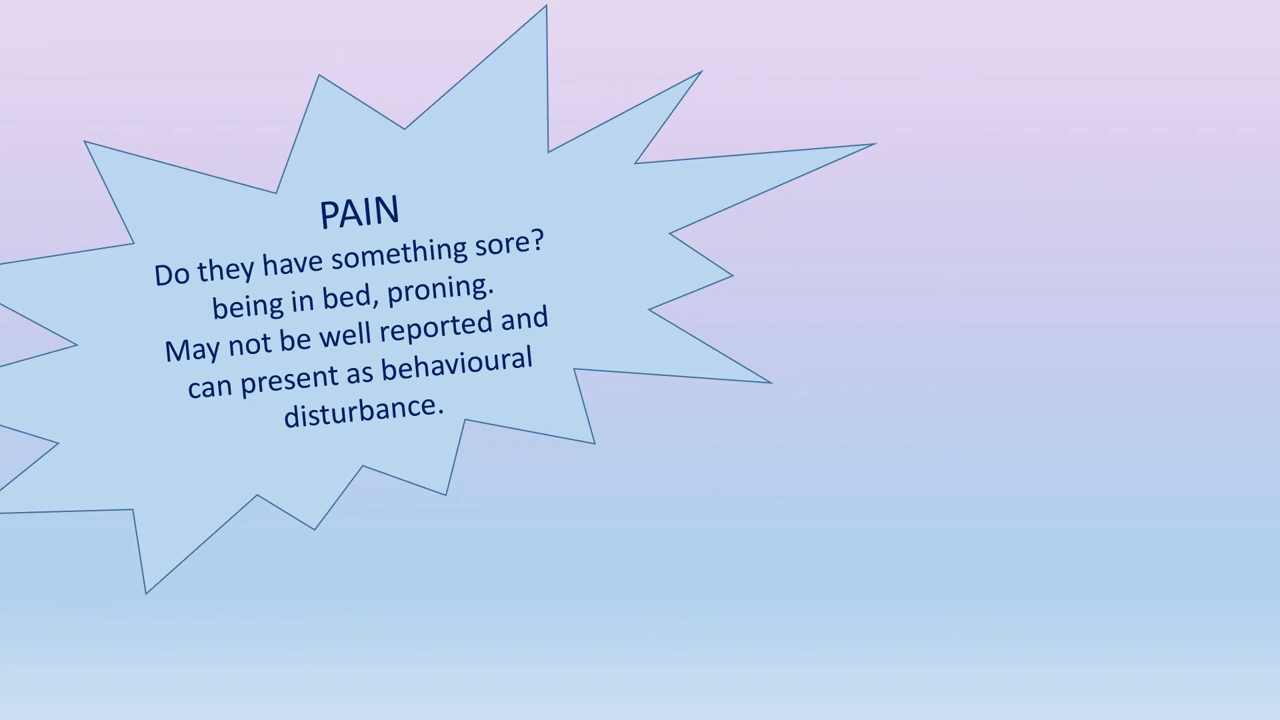 PAIN
Do they have something sore?
being in bed, proning.
May not be well reported and
can present as behavioural
disturbance.